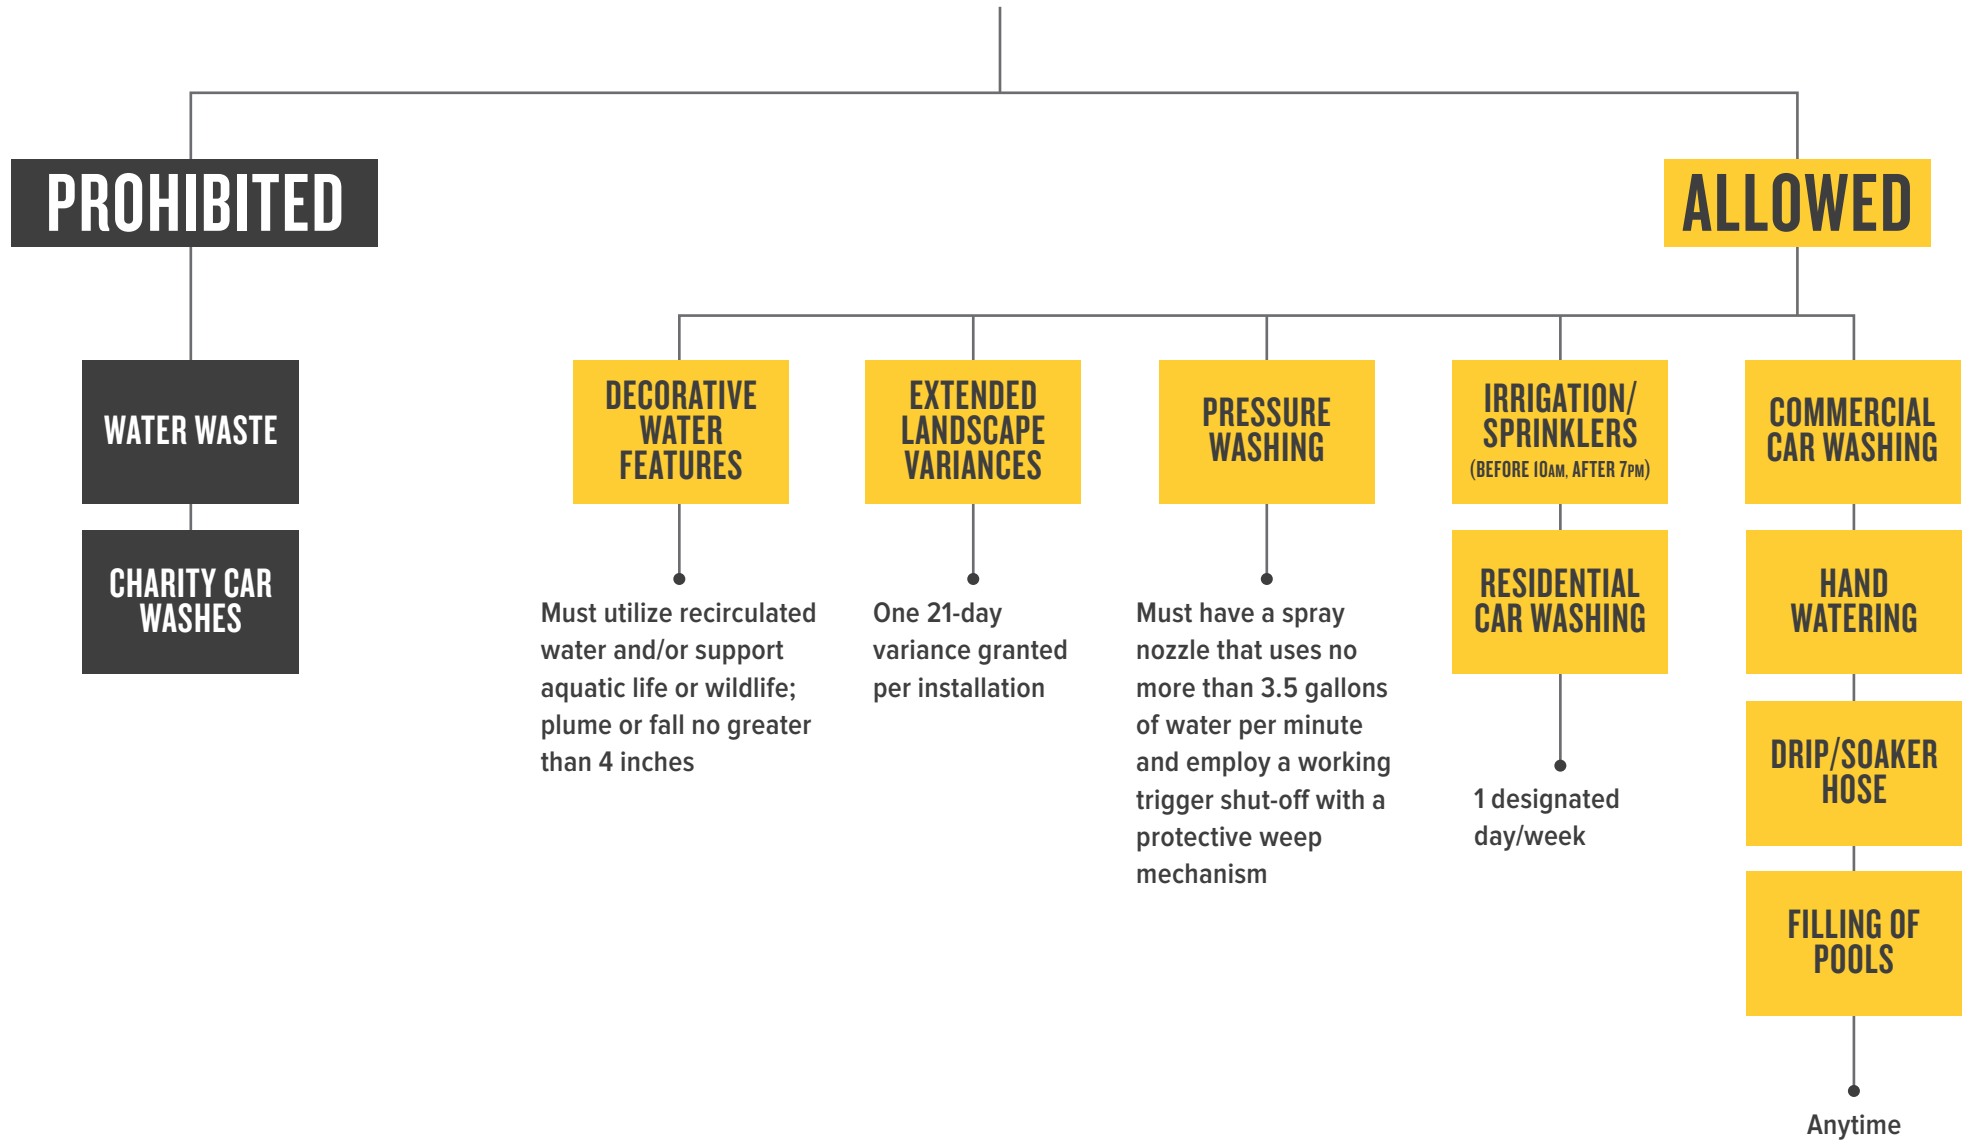 PROHIBITED
ALLOWED
WATER WASTE
CHARITY CAR
WASHES
DECORATIVE
WATER
FEATURES
Must utilize recirculated
water and/or support
aquatic life or wildlife;
plume or fall no greater
than 4 inches
EXTENDED
LANDSCAPE
VARIANCES
One 21-day
variance granted
per installation
PRESSURE
WASHING
Must have a spray
nozzle that uses no
more than 3.5 gallons
of water per minute
and employ a working
trigger shut-off with a
protective weep
mechanism
IRRIGATION/
SPRINKLERS
(BEFORE 10AM, AFTER 7PM)
RESIDENTIAL
CAR WASHING
1 designated
day/week
COMMERCIAL
CAR WASHING
HAND
WATERING
DRIP/SOAKER
HOSE
FILLING OF
POOLS
Anytime